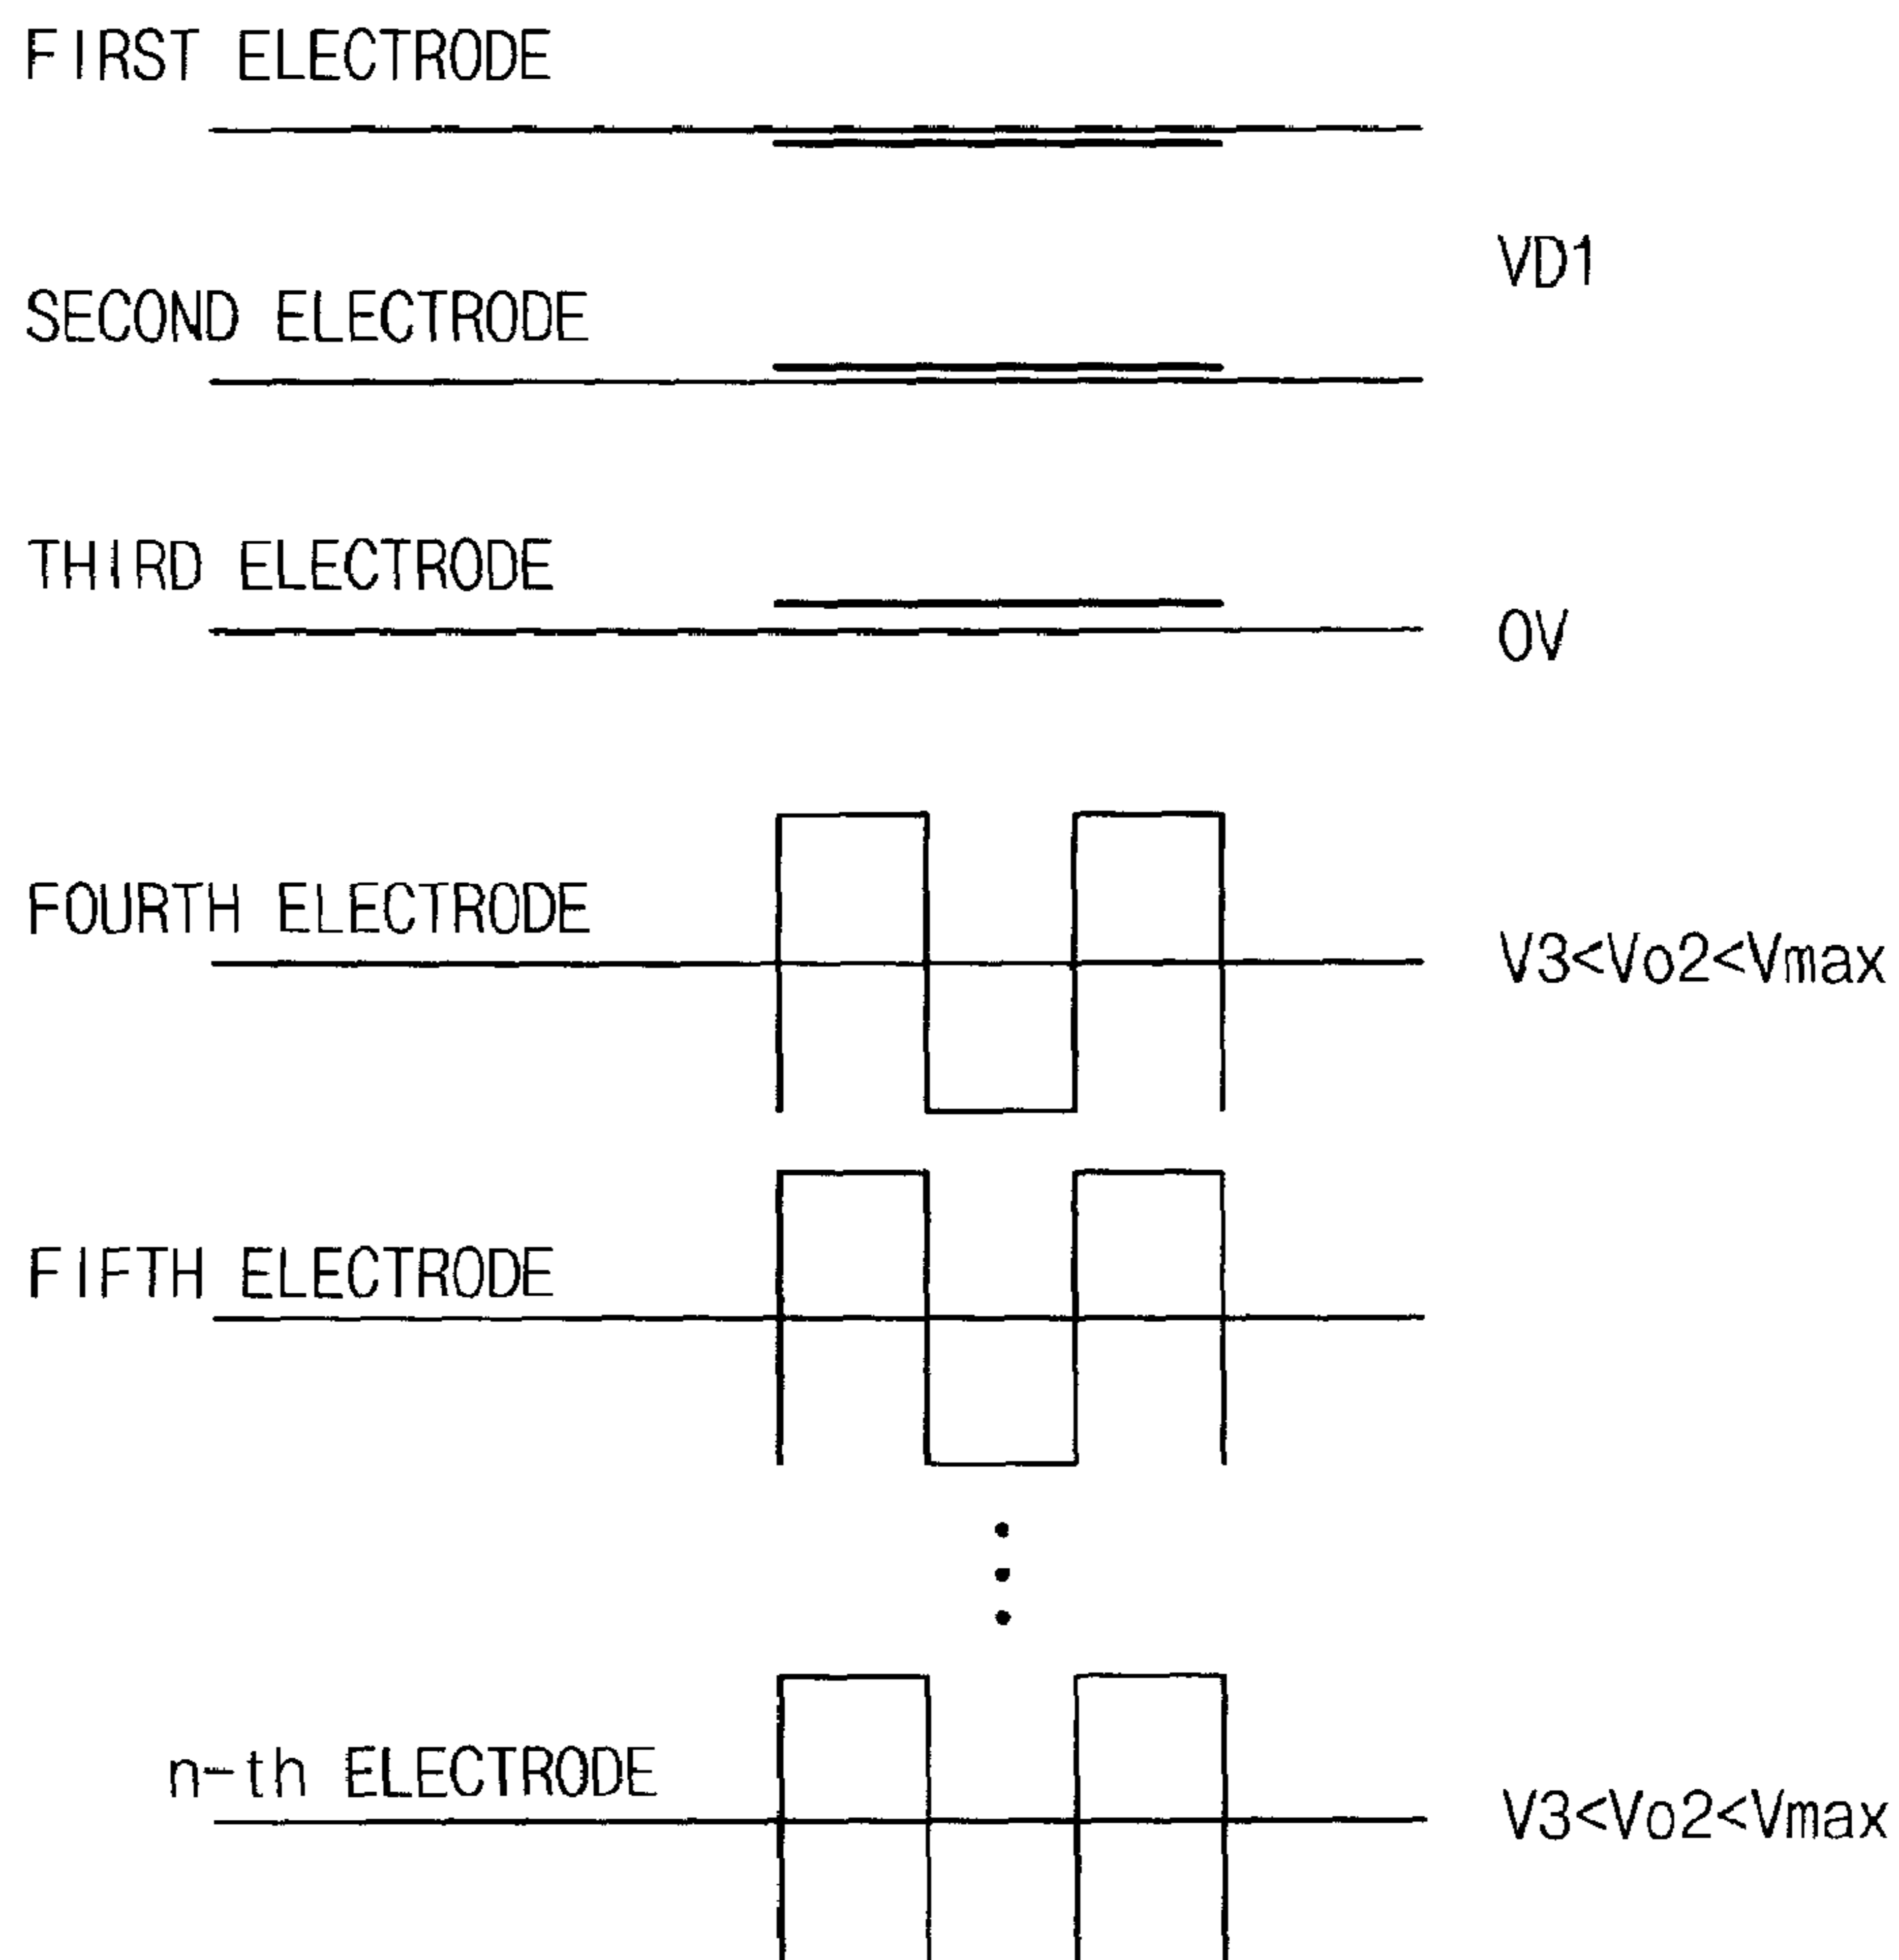 FIRST ELECTRODE
VD1
SECOND ELECTRODE
THIRD ELECTRODE
0V
FOURTH ELECTRODE
V3<Vo2<Vmax
FIFTH ELECTRODE
n-th ELECTRODE
V3<Vo2<Vmax